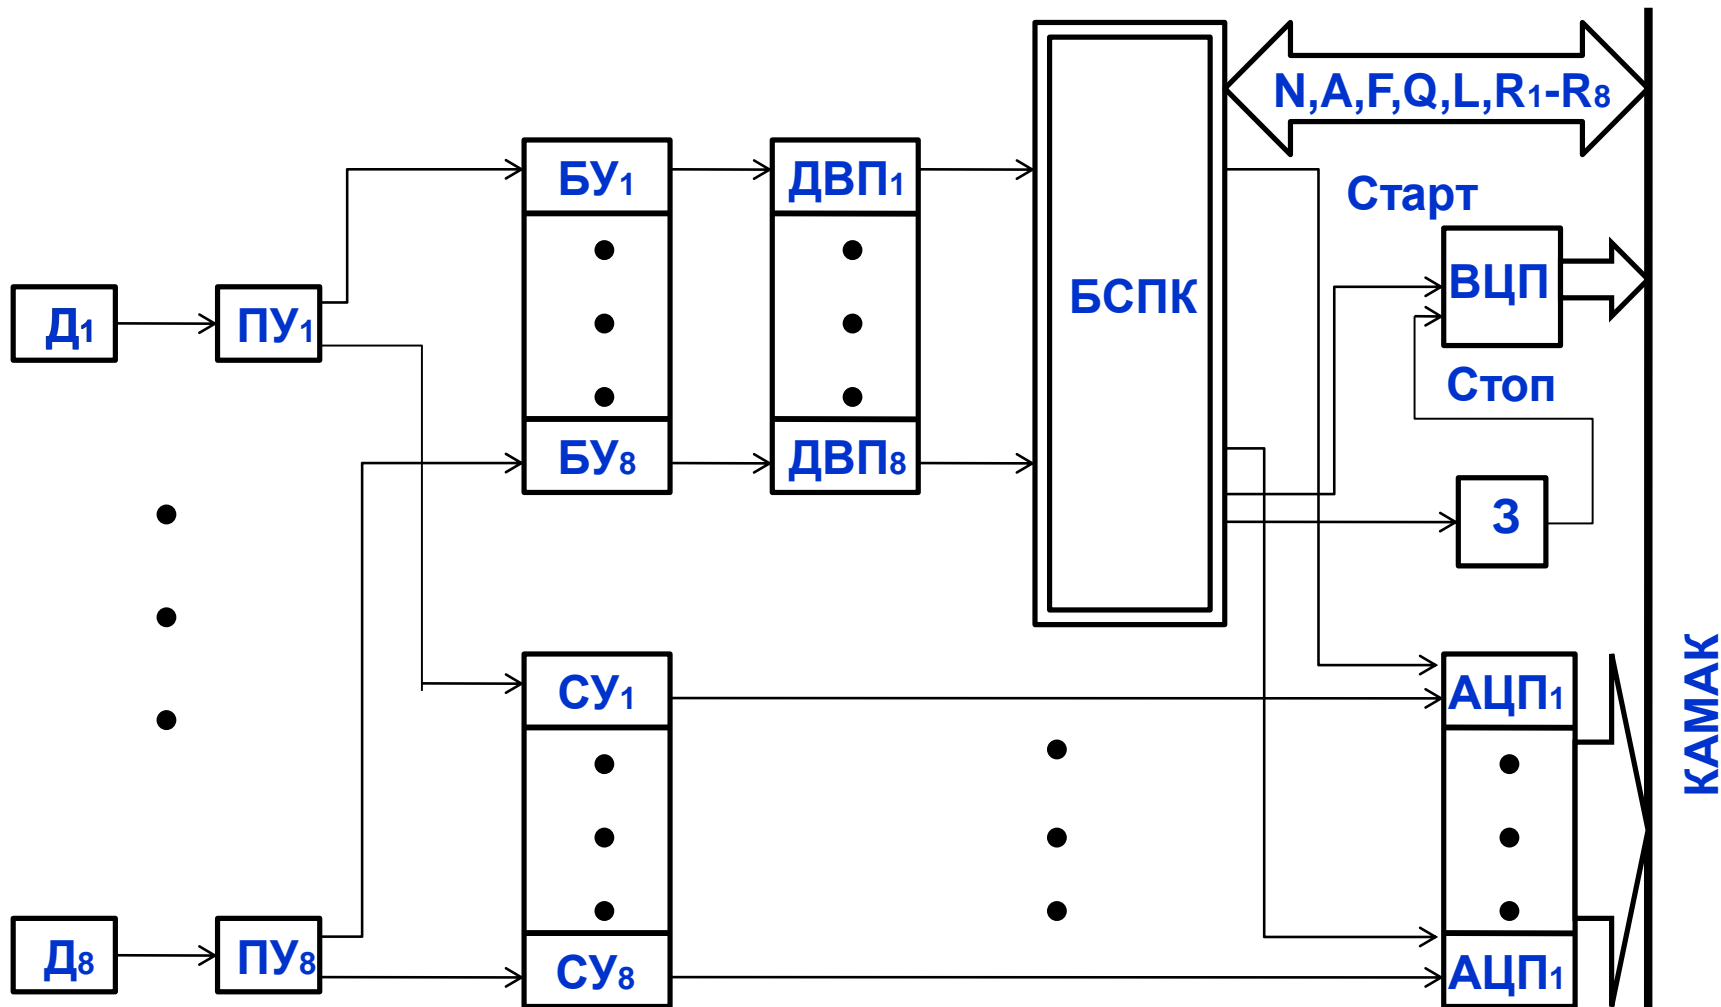 N,A,F,Q,L,R1-R8
БУ1
ДВП1
Старт
БСПК
ВЦП
Д1
ПУ1
Стоп
БУ8
ДВП8
З
КАМАК
СУ1
АЦП1
Д8
ПУ8
СУ8
АЦП1